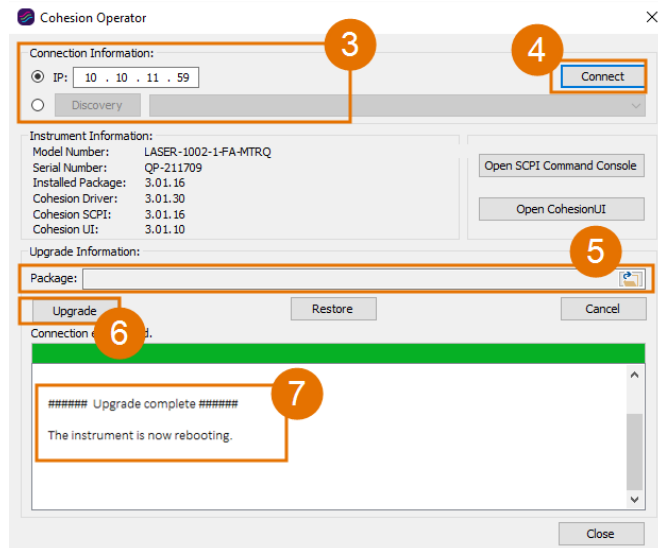 Cohesion Operator
Connection Information:
3
4
IP: 10 . 10 . 11 . 59
Connect
Discovery
Instrument Information:
Model Number: LASER-1002-1-FA-MTRQ
Serial Number: QP-211709
Installed Package: 3.01.16
Cohesion Driver: 3.01.30
Cohesion SCPI: 3.01.16
Cohesion UI: 3.01.10
Open SCPI Command Console
Open CohesionUI
Upgrade Information:
5
Package:
Upgrade
Restore
Cancel
6
Connection
7
###### Upgrade complete ######
The instrument is now rebooting.
Close